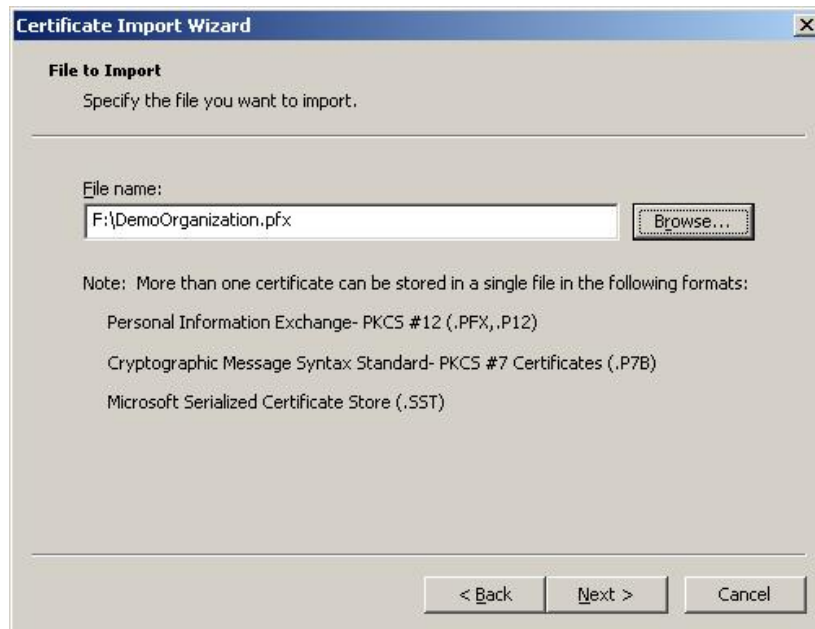 Certificate Import Wizard
File to Import
Specify the file you want to import.
File name:
F:\DemoOrganization.pfx
Browse...
Note: More than one certificate can be stored in a single file in the following formats:
Personal Information Exchange- PKCS #12 (.PFX,.P12)
Cryptographic Message Syntax Standard- PKCS #7 Certificates (.P7B)
Microsoft Serialized Certificate Store (.SST)
< Back Next > Cancel